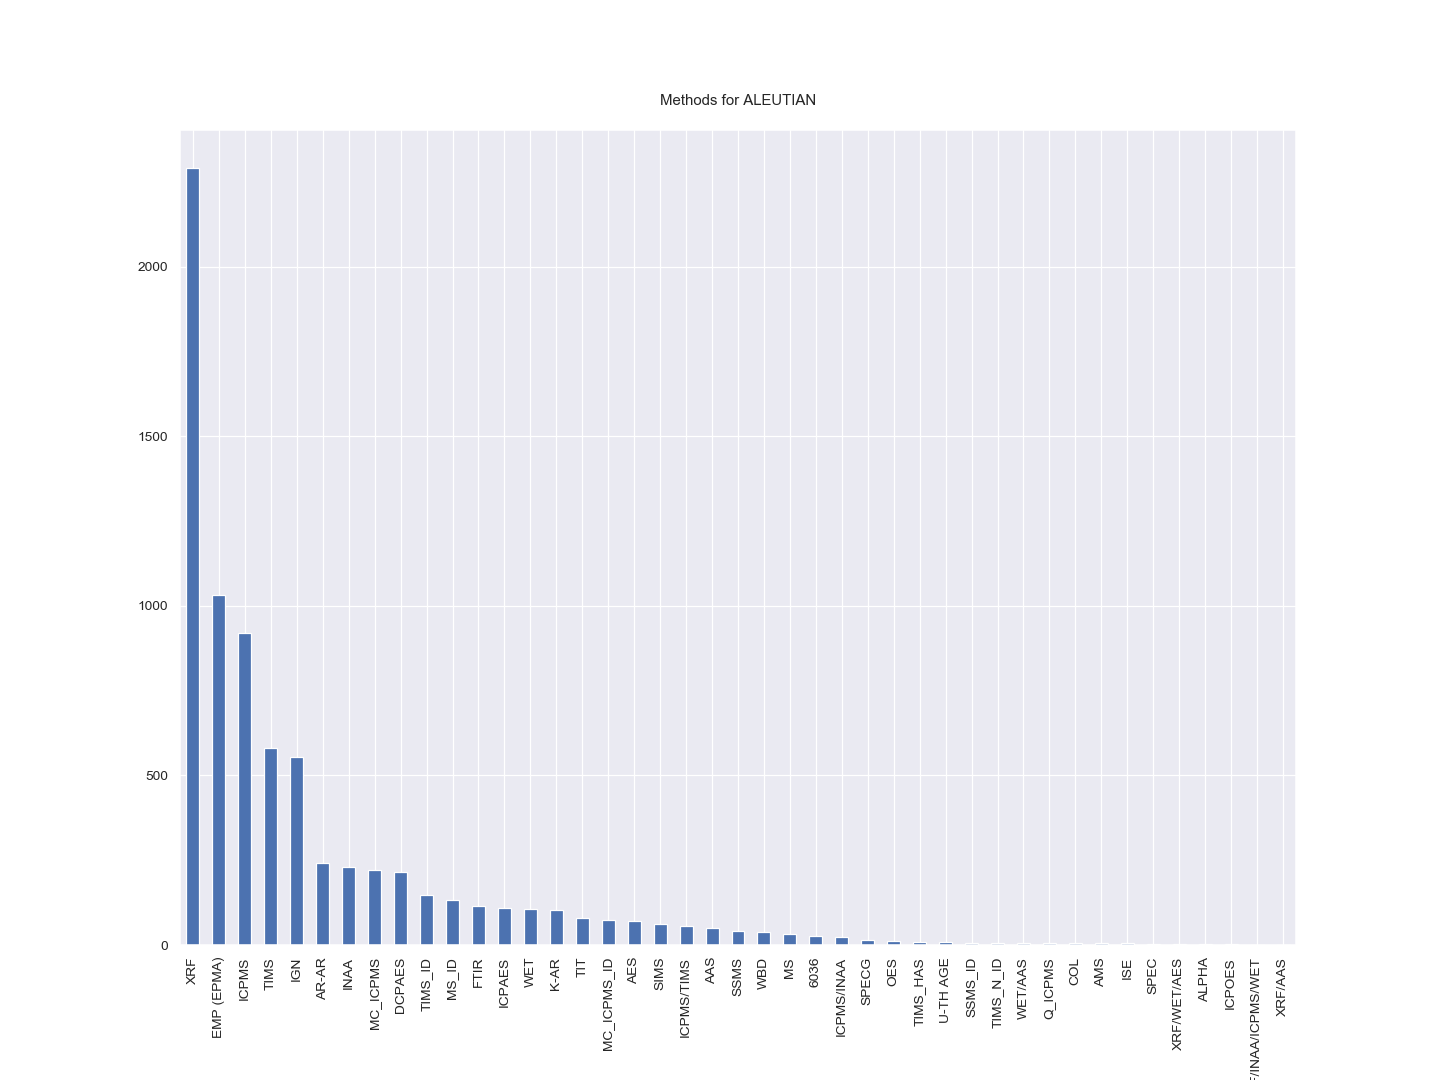 Methods for ALEUTIAN
2000
1500
1000
500
0
XRF
EMP (EPMA)
ICPMS
TIMS
IGN
AR-AR
INAA
MC_ICPMS
DCPAES
TIMS_ID
MS_ID
FTIR
ICPAES
WET
K-AR
TIT
MC_ICPMS_ID
AES
SIMS
ICPMS/TIMS
AAS
SSMS
WBD
MS
6036
ICPMS/INAA
SPECG
OES
TIMS_HAS
U-TH AGE
SSMS_ID
TIMS_N_ID
WET/AAS
Q_ICPMS
COL
AMS
ISE
SPEC
XRF/WET/AES
ALPHA
ICPOES
/INAA/ICPMS/WET
XRF/AAS